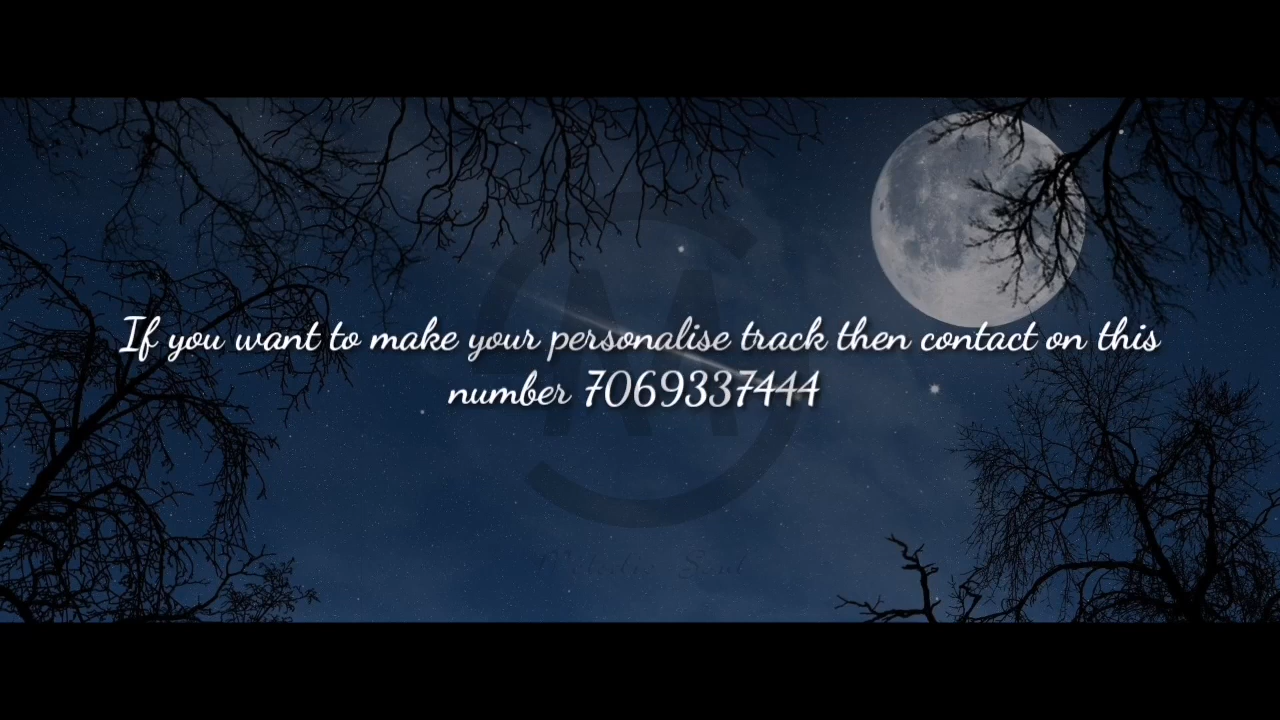 If you want to make your personalise track then contact on this
number 7069337444